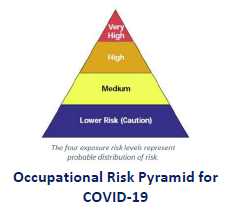 Very
High
High
Medium
Lower Risk (Caution)
The four exposure risk levels represent
probable distribution of risk.
Occupational Risk Pyramid for
COVID-19